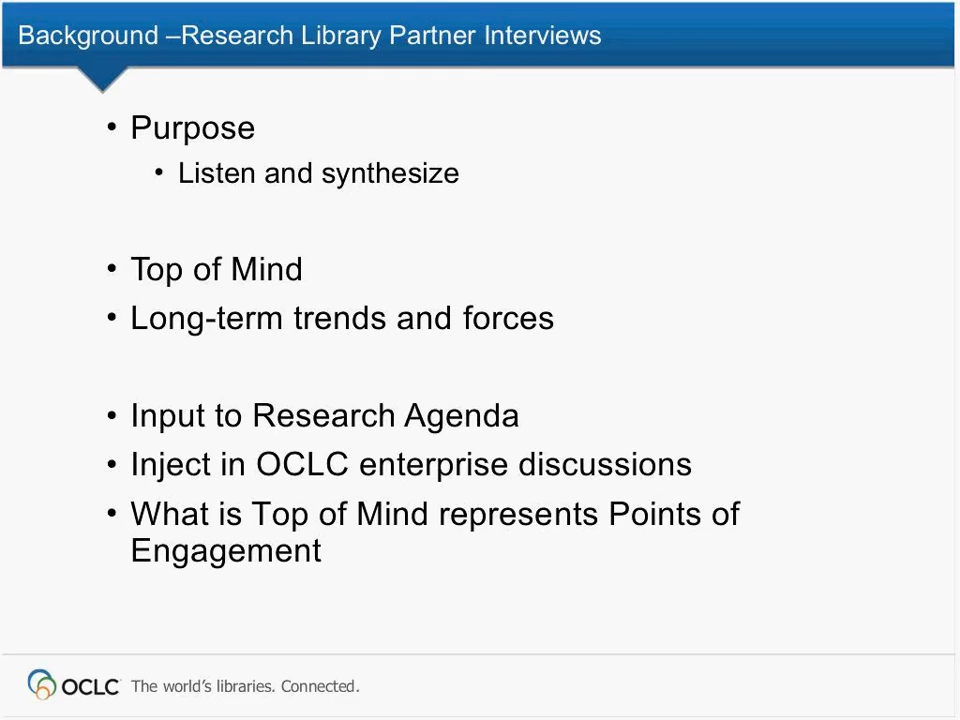 Background –Research Library Partner Interviews
• Purpose
• Listen and synthesize
• Top of Mind
• Long-term trends and forces
• Input to Research Agenda
• Inject in OCLC enterprise discussions
• What is Top of Mind represents Points of
Engagement
OCLC The world's libraries. Connected.